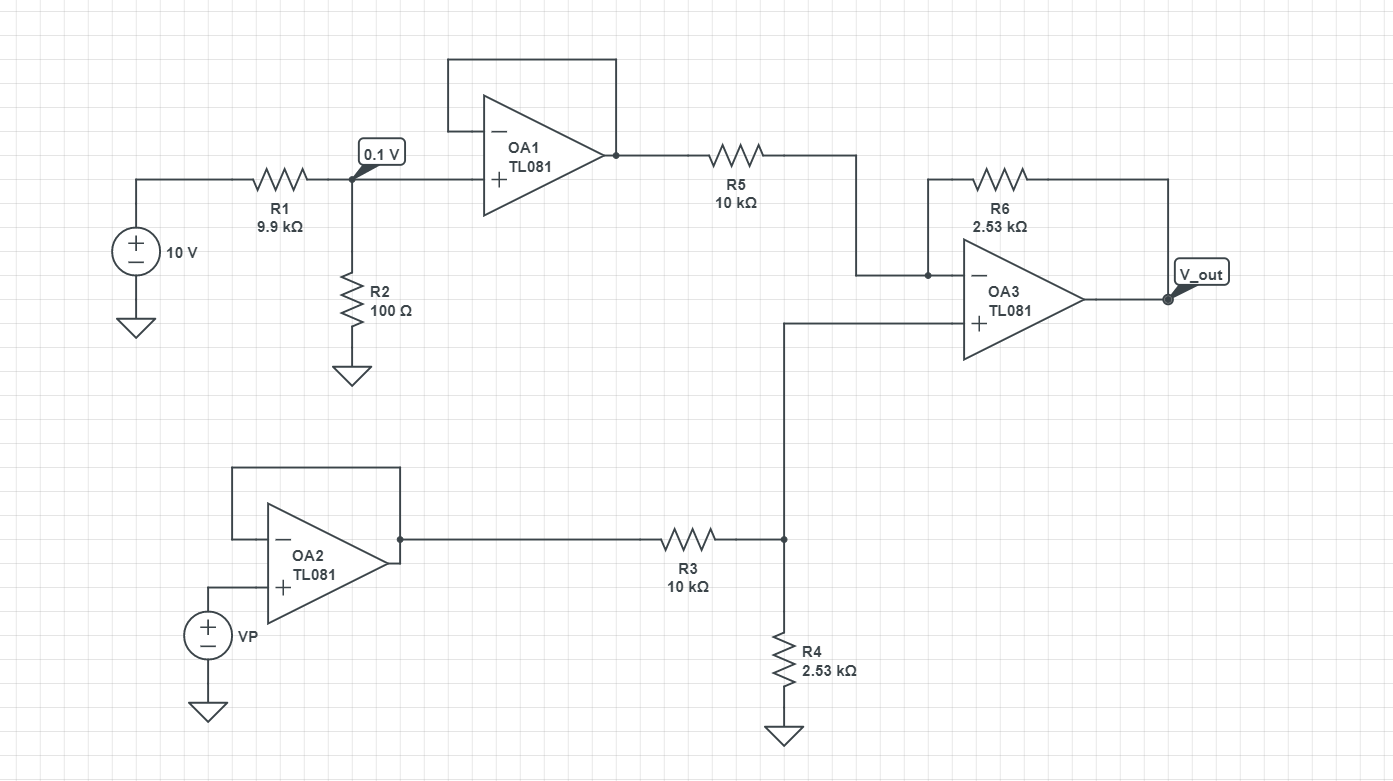 OA1
TL081
0.1 V
R1
9.9 kΩ
10 V
R2
100 Ω
R5
10 kΩ
R6
2.53 kΩ
OA3
TL081
V_out
OA2
TL081
VP
R3
10 kΩ
R4
2.53 kΩ